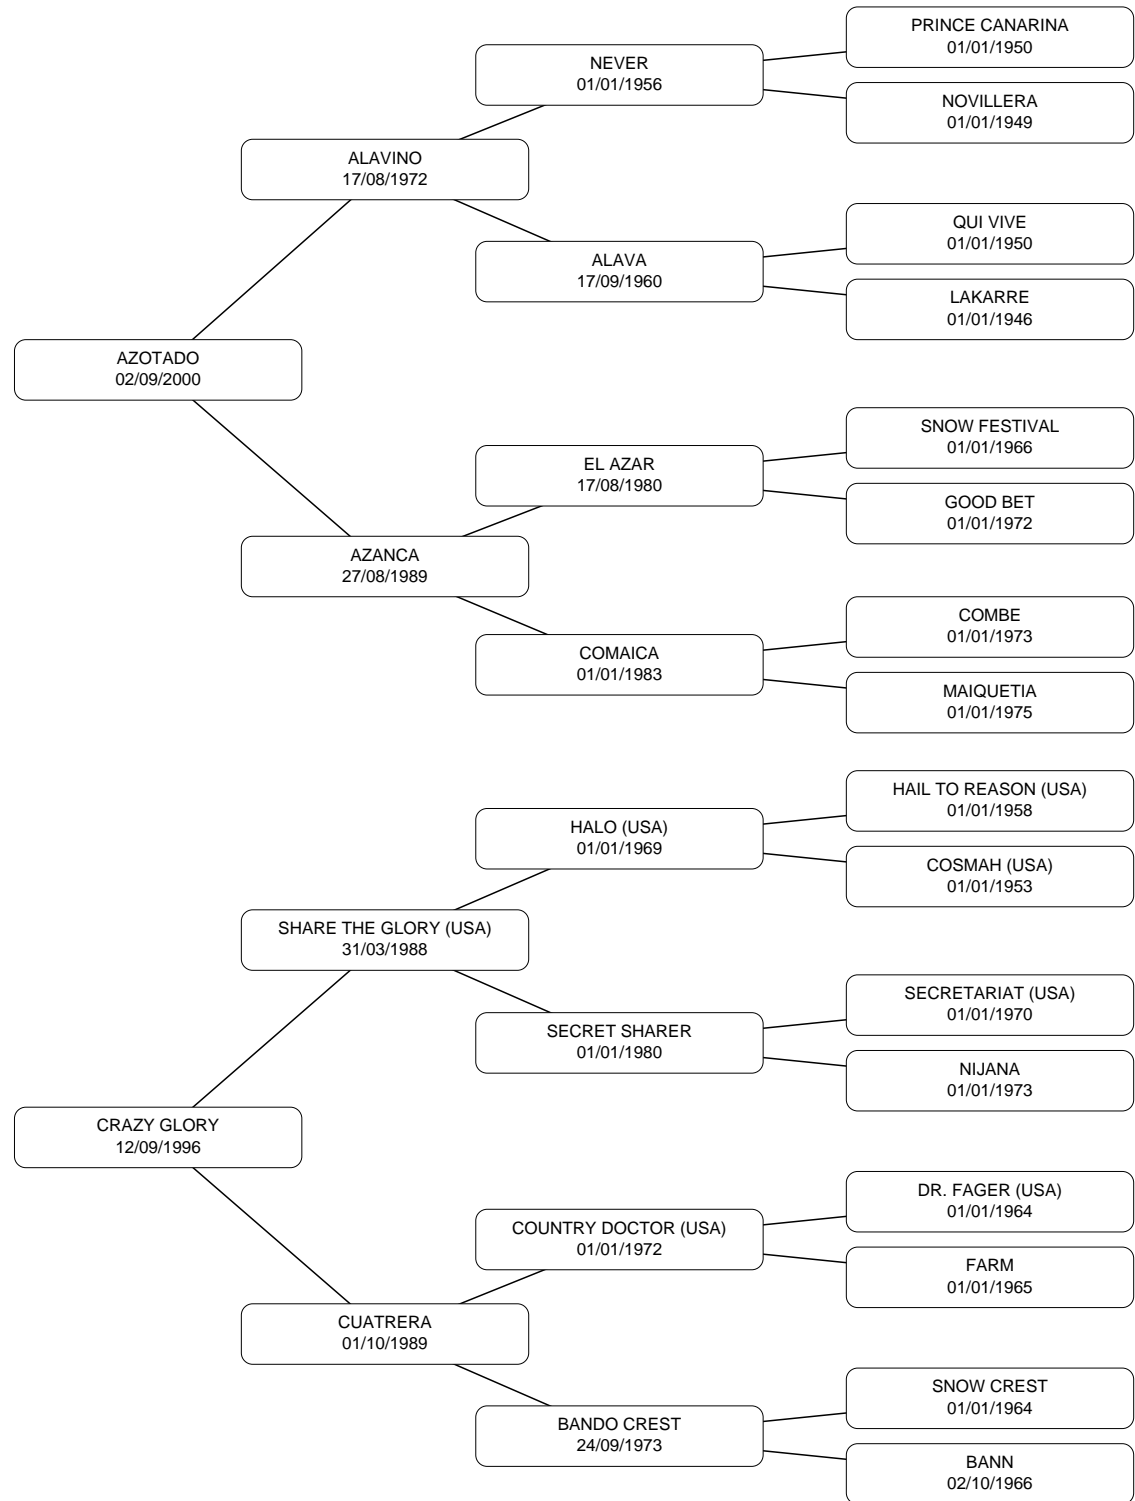 PRINCE CANARINA
01/01/1950
NEVER
01/01/1956
NOVILLERA
01/01/1949
ALAVINO
17/08/1972
QUI VIVE
01/01/1950
ALAVA
17/09/1960
LAKARRE
01/01/1946
AZOTADO
02/09/2000
SNOW FESTIVAL
01/01/1966
EL AZAR
17/08/1980
GOOD BET
01/01/1972
AZANCA
27/08/1989
COMBE
01/01/1973
COMAICA
01/01/1983
MAIQUETIA
01/01/1975
HAIL TO REASON (USA)
01/01/1958
HALO (USA)
01/01/1969
COSMAH (USA)
01/01/1953
SHARE THE GLORY (USA)
31/03/1988
SECRETARIAT (USA)
01/01/1970
SECRET SHARER
01/01/1980
NIJANA
01/01/1973
CRAZY GLORY
12/09/1996
DR. FAGER (USA)
01/01/1964
COUNTRY DOCTOR (USA)
01/01/1972
FARM
01/01/1965
CUATRERA
01/10/1989
SNOW CREST
01/01/1964
BANDO CREST
24/09/1973
BANN
02/10/1966